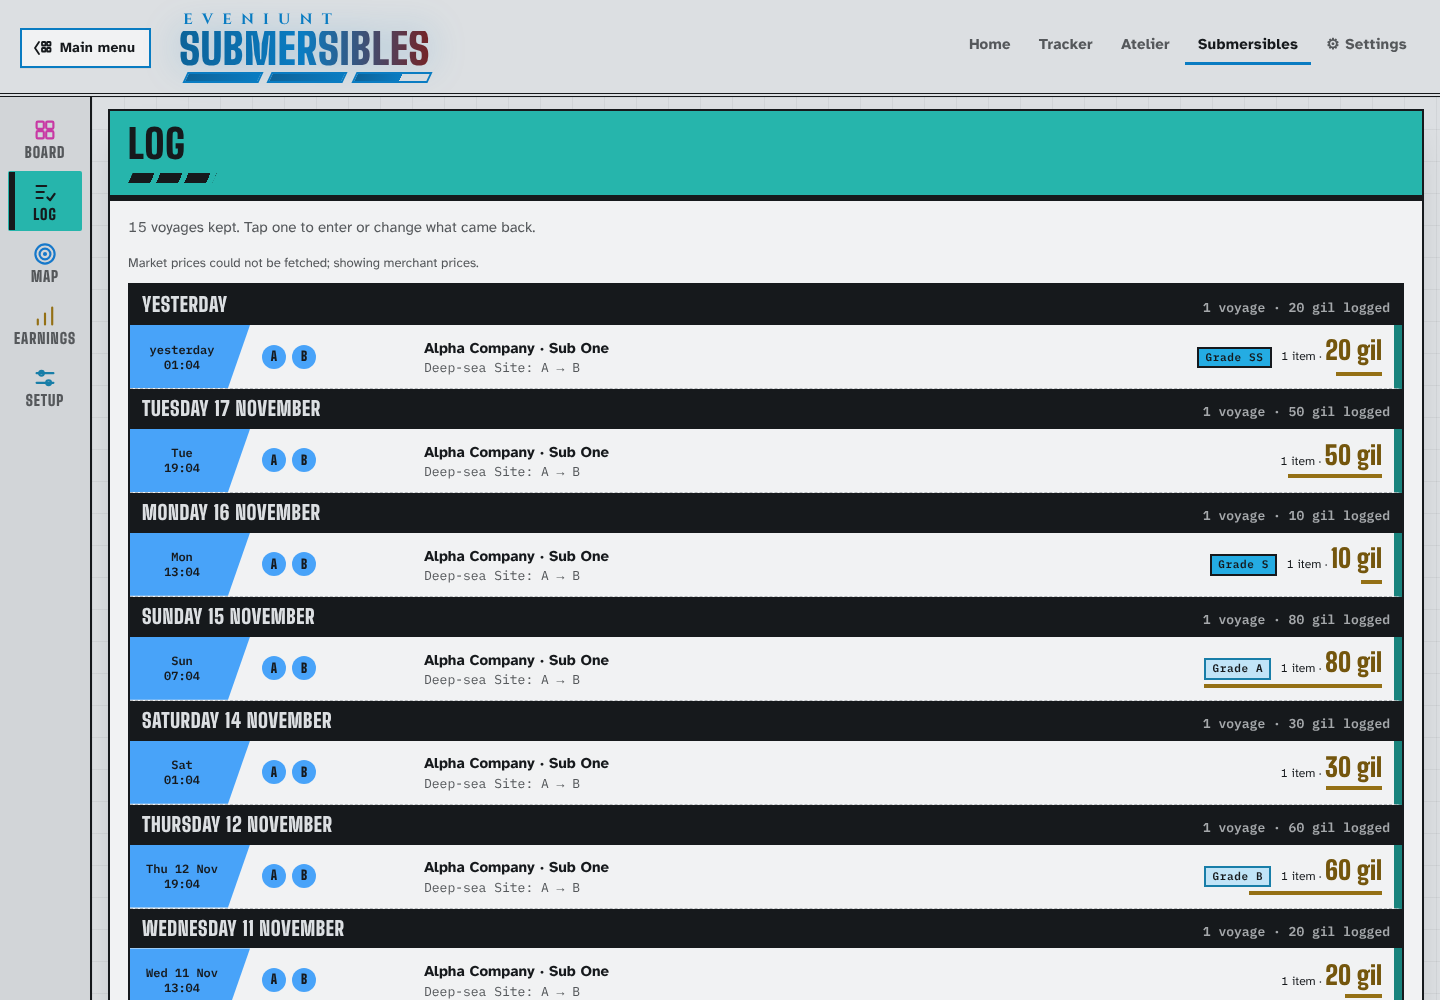 Main menu
EVENIUNT
SUBMERSIBLES
Home
Tracker
Atelier
Submersibles
Settings
BOARD
LOG
MAP
EARNINGS
SETUP
LOG
15 voyages kept. Tap one to enter or change what came back.
Market prices could not be fetched; showing merchant prices.
YESTERDAY
1 voyage · 20 gil logged
yesterday
01:04
A B
Alpha Company · Sub One
Deep-sea Site: A → B
Grade SS
1 item · 20 gil
TUESDAY 17 NOVEMBER
1 voyage · 50 gil logged
Tue
19:04
A B
Alpha Company · Sub One
Deep-sea Site: A → B
1 item · 50 gil
MONDAY 16 NOVEMBER
1 voyage · 10 gil logged
Mon
13:04
A B
Alpha Company · Sub One
Deep-sea Site: A → B
Grade S
1 item · 10 gil
SUNDAY 15 NOVEMBER
1 voyage · 80 gil logged
Sun
07:04
A B
Alpha Company · Sub One
Deep-sea Site: A → B
Grade A
1 item · 80 gil
SATURDAY 14 NOVEMBER
1 voyage · 30 gil logged
Sat
01:04
A B
Alpha Company · Sub One
Deep-sea Site: A → B
1 item · 30 gil
THURSDAY 12 NOVEMBER
1 voyage · 60 gil logged
Thu 12 Nov
19:04
A B
Alpha Company · Sub One
Deep-sea Site: A → B
Grade B
1 item · 60 gil
WEDNESDAY 11 NOVEMBER
1 voyage · 20 gil logged
Wed 11 Nov
13:04
A B
Alpha Company · Sub One
Deep-sea Site: A → B
1 item · 20 gil